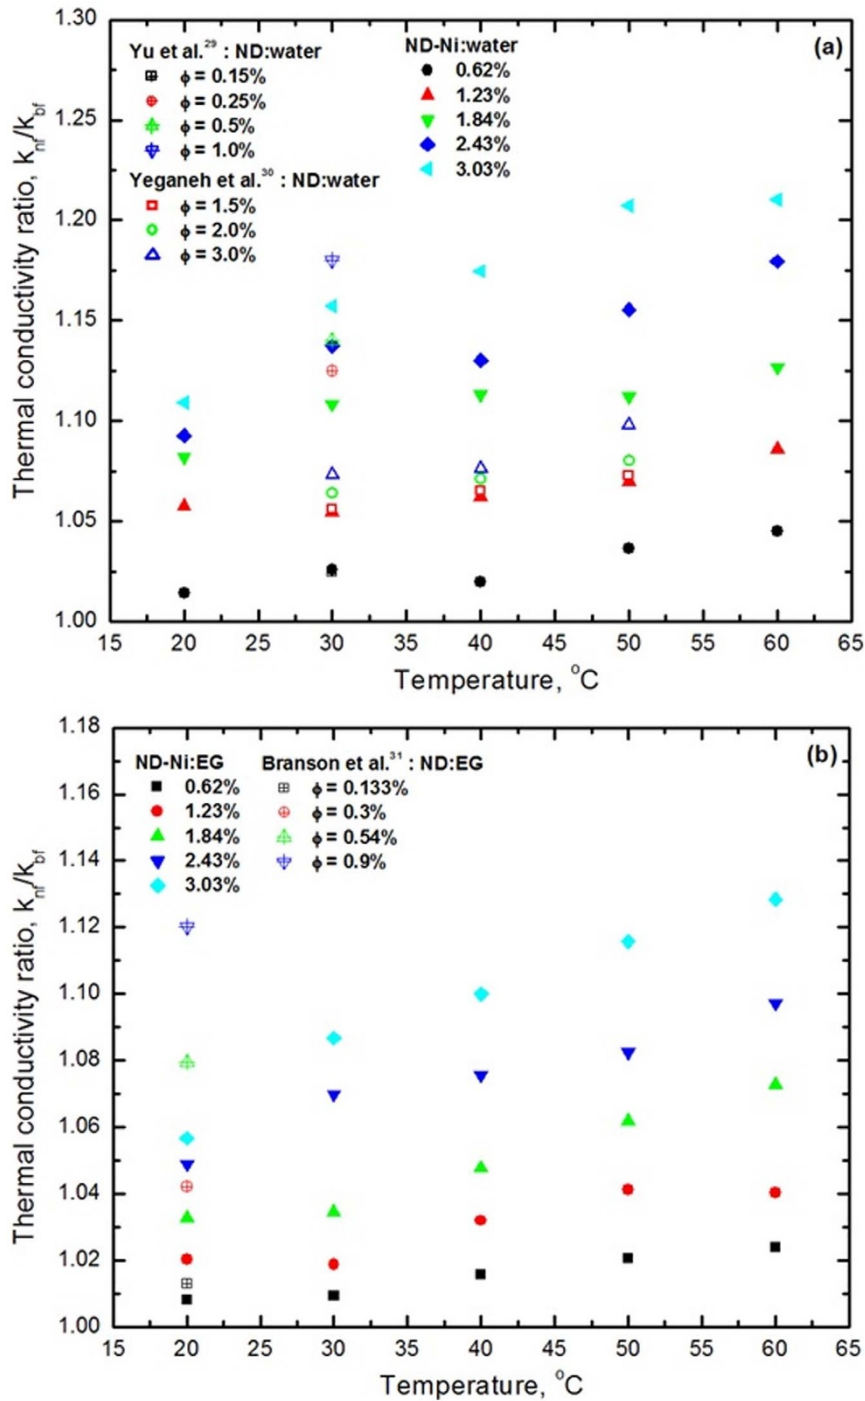 (a)
Thermal conductivity ratio, k_nf/k_bf
1.30
1.25
1.20
1.15
1.10
1.05
1.00
Yu et al.²⁹ : ND:water
ϕ = 0.15%
ϕ = 0.25%
ϕ = 0.5%
ϕ = 1.0%
Yeganeh et al.³⁰ : ND:water
ϕ = 1.5%
ϕ = 2.0%
ϕ = 3.0%
ND-Ni:water
0.62%
1.23%
1.84%
2.43%
3.03%
15 20 25 30 35 40 45 50 55 60 65
Temperature, °C
(b)
Thermal conductivity ratio, k_nf/k_bf
1.18
1.16
1.14
1.12
1.10
1.08
1.06
1.04
1.02
1.00
ND-Ni:EG
0.62%
1.23%
1.84%
2.43%
3.03%
Branson et al.³¹ : ND:EG
ϕ = 0.133%
ϕ = 0.3%
ϕ = 0.54%
ϕ = 0.9%
15 20 25 30 35 40 45 50 55 60 65
Temperature, °C